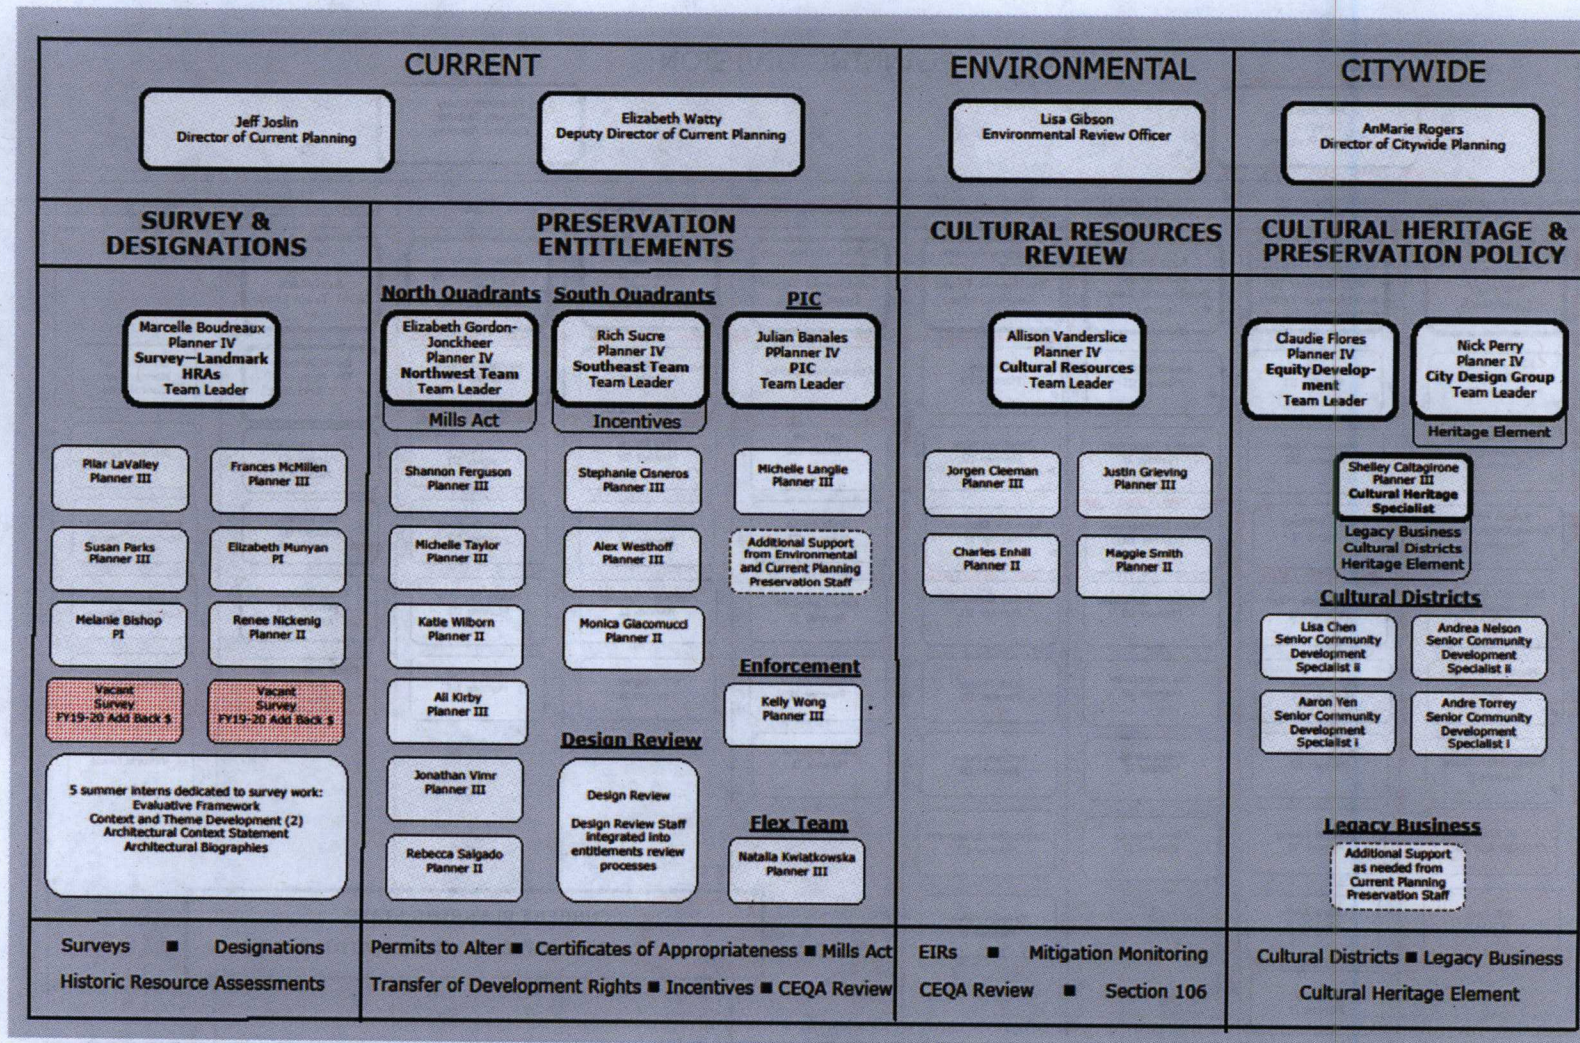 CURRENT
Jeff Joslin
Director of Current Planning
Elizabeth Watty
Deputy Director of Current Planning
ENVIRONMENTAL
Lisa Gibson
Environmental Review Officer
CITYWIDE
AnMarie Rogers
Director of Citywide Planning
SURVEY &
DESIGNATIONS
Marcelle Boudreaux
Planner IV
Survey—Landmark
HRAs
Team Leader
Pilar LaValley
Planner III
Frances McMillen
Planner III
Susan Parks
Planner III
Elizabeth Munyan
PI
Melanie Bishop
PI
Renee Nickenig
Planner II
Vacant
Survey
FY19-20 Add Back $
Vacant
Survey
FY19-20 Add Back $
5 summer interns dedicated to survey work:
Evaluative Framework
Context and Theme Development (2)
Architectural Context Statement
Architectural Biographies
Surveys ■ Designations
Historic Resource Assessments
PRESERVATION
ENTITLEMENTS
North Quadrants
Elizabeth Gordon-
Jonckheer
Planner IV
Northwest Team
Team Leader
Mills Act
Shannon Ferguson
Planner III
Michelle Taylor
Planner III
Katie Wilborn
Planner II
Ali Kirby
Planner III
Jonathan Vimr
Planner III
Rebecca Salgado
Planner II
South Quadrants
Rich Sucre
Planner IV
Southeast Team
Team Leader
Incentives
Stephanie Cisneros
Planner III
Alex Westhoff
Planner III
Monica Giacomucci
Planner II
Design Review
Design Review
Design Review Staff
integrated into
entitlements review
processes
PIC
Julian Banales
PPlanner IV
PIC
Team Leader
Michelle Langlie
Planner III
Additional Support
from Environmental
and Current Planning
Preservation Staff
Enforcement
Kelly Wong
Planner III
Flex Team
Natalia Kwiatkowska
Planner III
Permits to Alter ■ Certificates of Appropriateness ■ Mills Act
Transfer of Development Rights ■ Incentives ■ CEQA Review
CULTURAL RESOURCES
REVIEW
Allison Vanderslice
Planner IV
Cultural Resources
Team Leader
Jorgen Cleeman
Planner III
Justin Grieving
Planner III
Charles Enhill
Planner II
Maggie Smith
Planner II
EIRs ■ Mitigation Monitoring
CEQA Review ■ Section 106
CULTURAL HERITAGE &
PRESERVATION POLICY
Claudie Flores
Planner IV
Equity Develop-
ment
Team Leader
Nick Perry
Planner IV
City Design Group
Team Leader
Heritage Element
Shelley Caltagirone
Planner III
Cultural Heritage
Specialist
Legacy Business
Cultural Districts
Heritage Element
Cultural Districts
Lisa Chen
Senior Community
Development
Specialist ii
Andrea Nelson
Senior Community
Development
Specialist ii
Aaron Yen
Senior Community
Development
Specialist i
Andre Torrey
Senior Community
Development
Specialist i
Legacy Business
Additional Support
as needed from
Current Planning
Preservation Staff
Cultural Districts ■ Legacy Business
Cultural Heritage Element